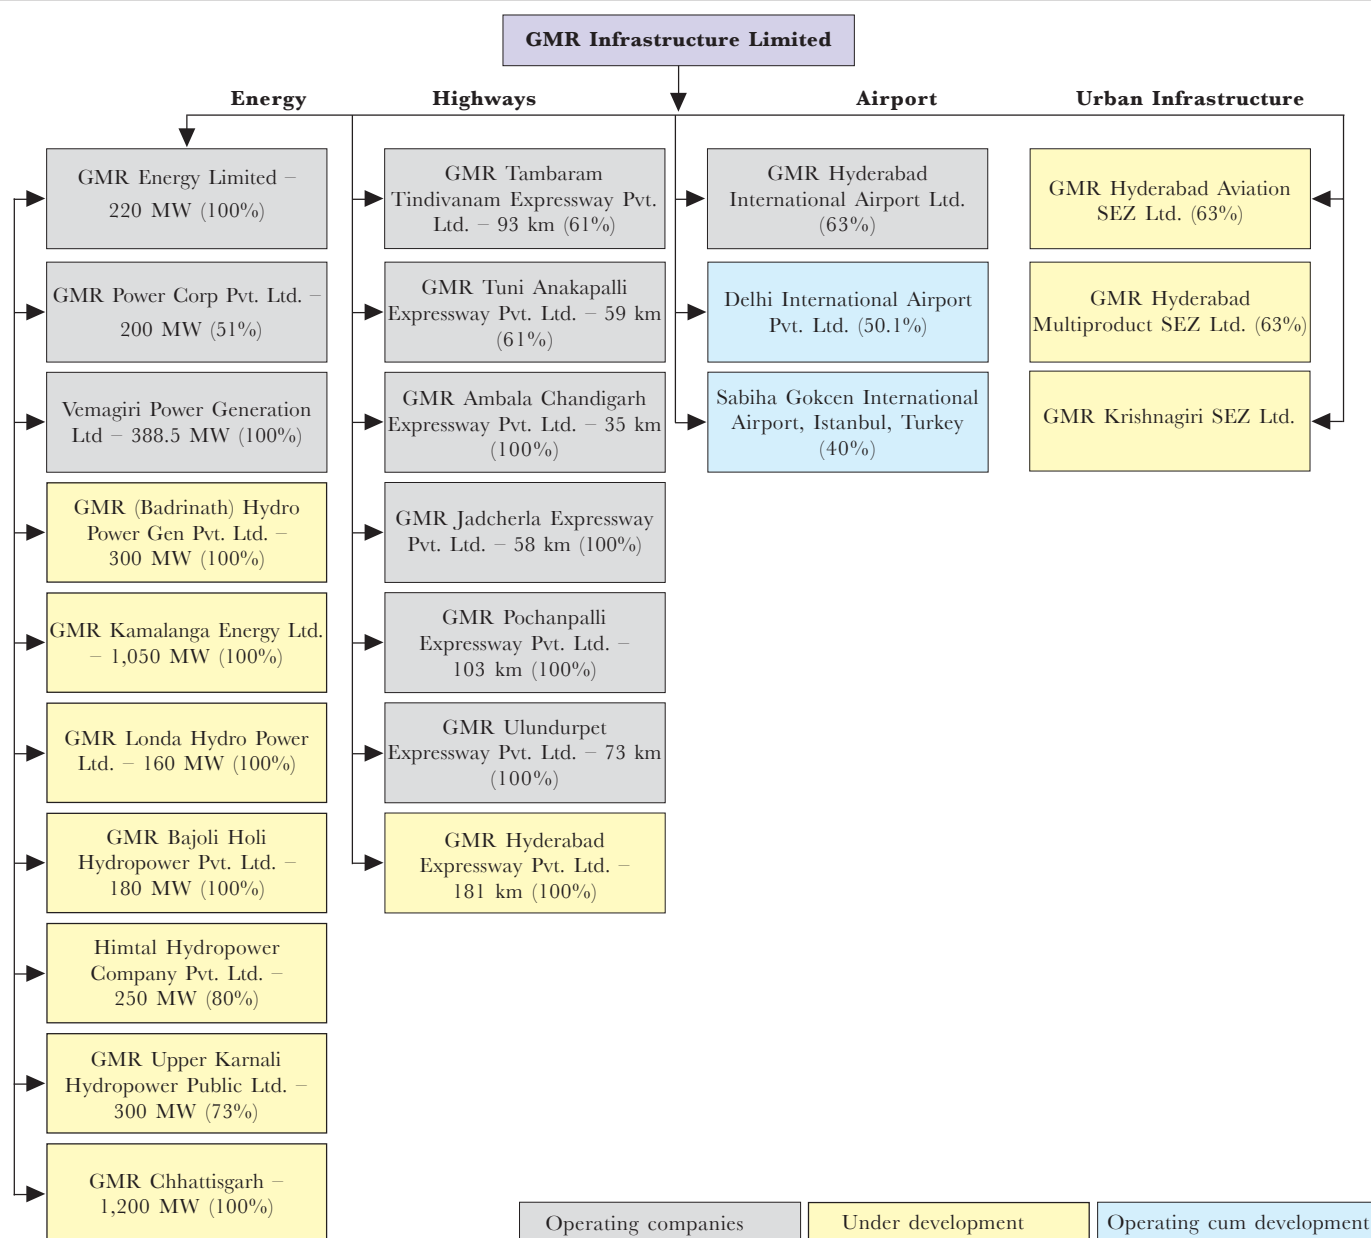 GMR Infrastructure Limited
Energy
Highways
Airport
Urban Infrastructure
GMR Energy Limited –
220 MW (100%)
GMR Power Corp Pvt. Ltd. –
200 MW (51%)
Vemagiri Power Generation
Ltd – 388.5 MW (100%)
GMR (Badrinath) Hydro
Power Gen Pvt. Ltd. –
300 MW (100%)
GMR Kamalanga Energy Ltd.
– 1,050 MW (100%)
GMR Londa Hydro Power
Ltd. – 160 MW (100%)
GMR Bajoli Holi
Hydropower Pvt. Ltd. –
180 MW (100%)
Himtal Hydropower
Company Pvt. Ltd. –
250 MW (80%)
GMR Upper Karnali
Hydropower Public Ltd. –
300 MW (73%)
GMR Chhattisgarh –
1,200 MW (100%)
GMR Tambaram
Tindivanam Expressway Pvt.
Ltd. – 93 km (61%)
GMR Tuni Anakapalli
Expressway Pvt. Ltd. – 59 km
(61%)
GMR Ambala Chandigarh
Expressway Pvt. Ltd. – 35 km
(100%)
GMR Jadcherla Expressway
Pvt. Ltd. – 58 km (100%)
GMR Pochanpalli
Expressway Pvt. Ltd. –
103 km (100%)
GMR Ulundurpet
Expressway Pvt. Ltd. – 73 km
(100%)
GMR Hyderabad
Expressway Pvt. Ltd. –
181 km (100%)
GMR Hyderabad
International Airport Ltd.
(63%)
Delhi International Airport
Pvt. Ltd. (50.1%)
Sabiha Gokcen International
Airport, Istanbul, Turkey
(40%)
GMR Hyderabad Aviation
SEZ Ltd. (63%)
GMR Hyderabad
Multiproduct SEZ Ltd. (63%)
GMR Krishnagiri SEZ Ltd.
Operating companies
Under development
Operating cum development